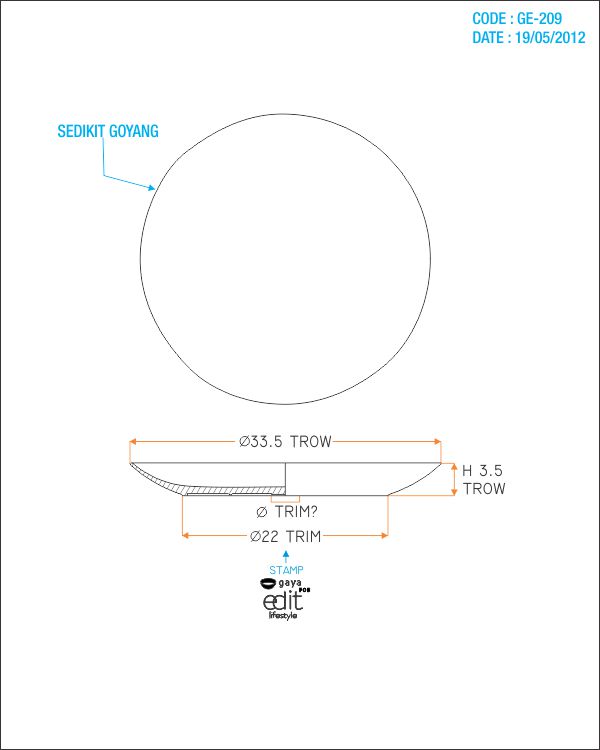 CODE : GE-209
DATE : 19/05/2012
SEDIKIT GOYANG
Ø33.5 TROW
H 3.5
TROW
Ø TRIM?
Ø22 TRIM
STAMP
gaya
FOR
edit
lifestyle